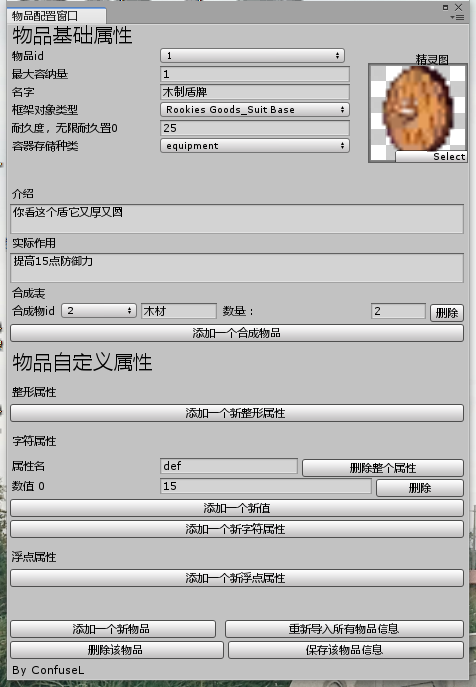 物品配置窗口
物品基础属性
物品id 1
精灵图
最大容纳量 1
名字 木制盾牌
框架对象类型 Rookies Goods_Suit Base
耐久度，无限耐久置0 25
容器存储种类 equipment
Select
介绍
你看这个盾它又厚又圆
实际作用
提高15点防御力
合成表
合成物id 2 木材 数量： 2 删除
添加一个合成物品
物品自定义属性
整形属性
添加一个新整形属性
字符属性
属性名 def 删除整个属性
数值 0 15 删除
添加一个新值
添加一个新字符属性
浮点属性
添加一个新浮点属性
添加一个新物品 重新导入所有物品信息
删除该物品 保存该物品信息
By ConfuseL